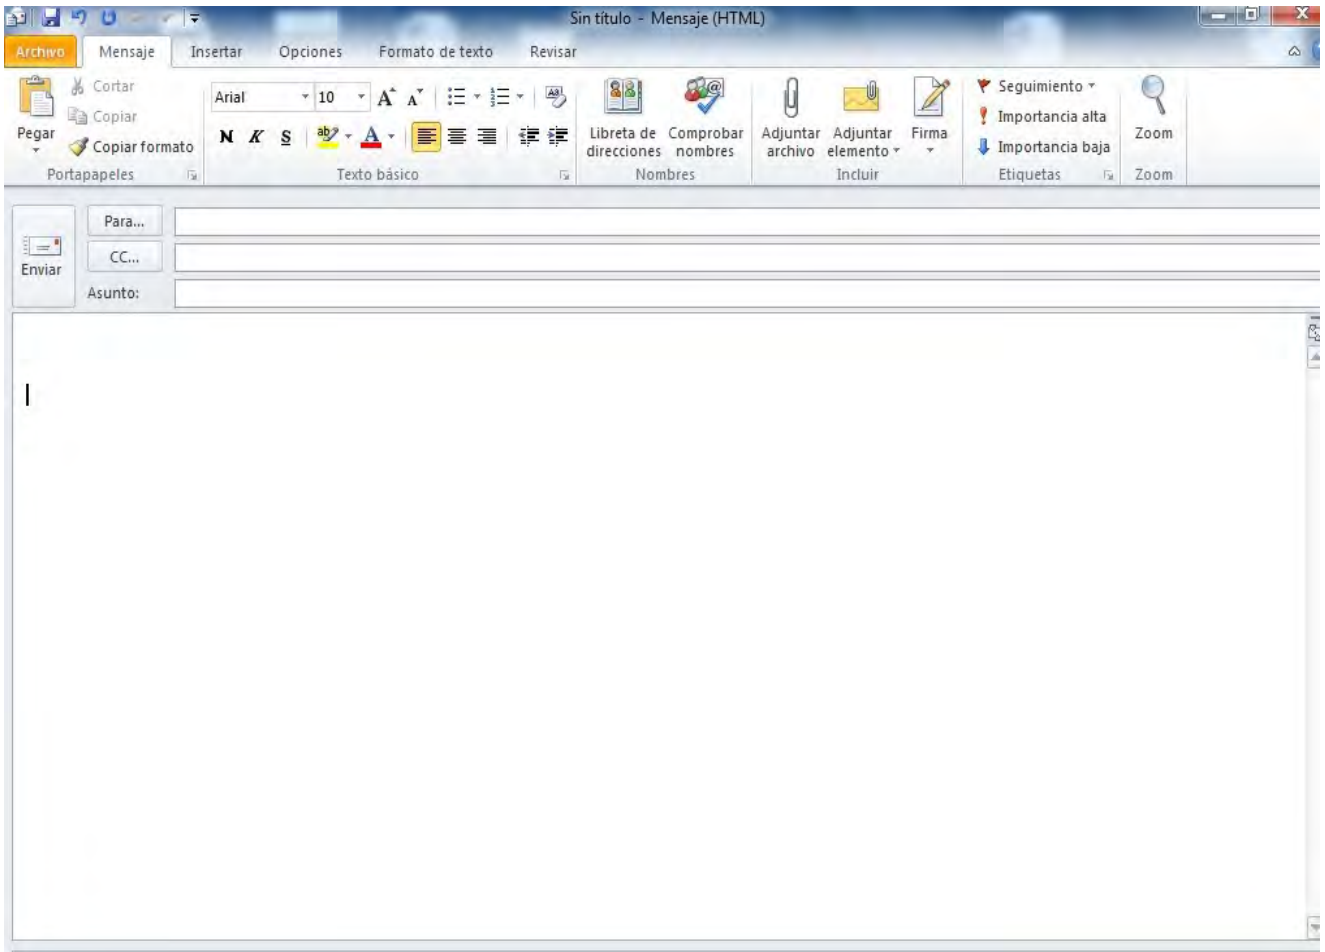 Sin título - Mensaje (HTML)
Archivo Mensaje Insertar Opciones Formato de texto Revisar
Pegar
Cortar
Copiar
Copiar formato
Portapapeles
Arial 10 A A
N K S ab A
Texto básico
Libreta de direcciones
Comprobar nombres
Nombres
Adjuntar archivo
Adjuntar elemento
Firma
Incluir
Seguimiento
Importancia alta
Importancia baja
Etiquetas
Zoom
Zoom
Enviar
Para...
CC...
Asunto: